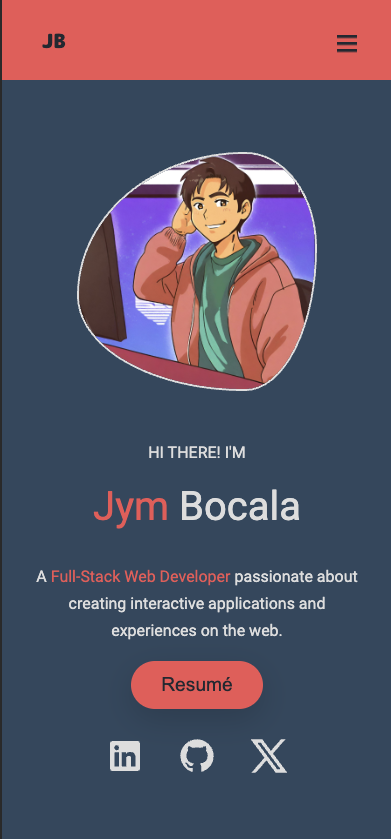 JB
HI THERE! I'M
Jym Bocala
A Full-Stack Web Developer passionate about
creating interactive applications and
experiences on the web.
Resumé
in
X